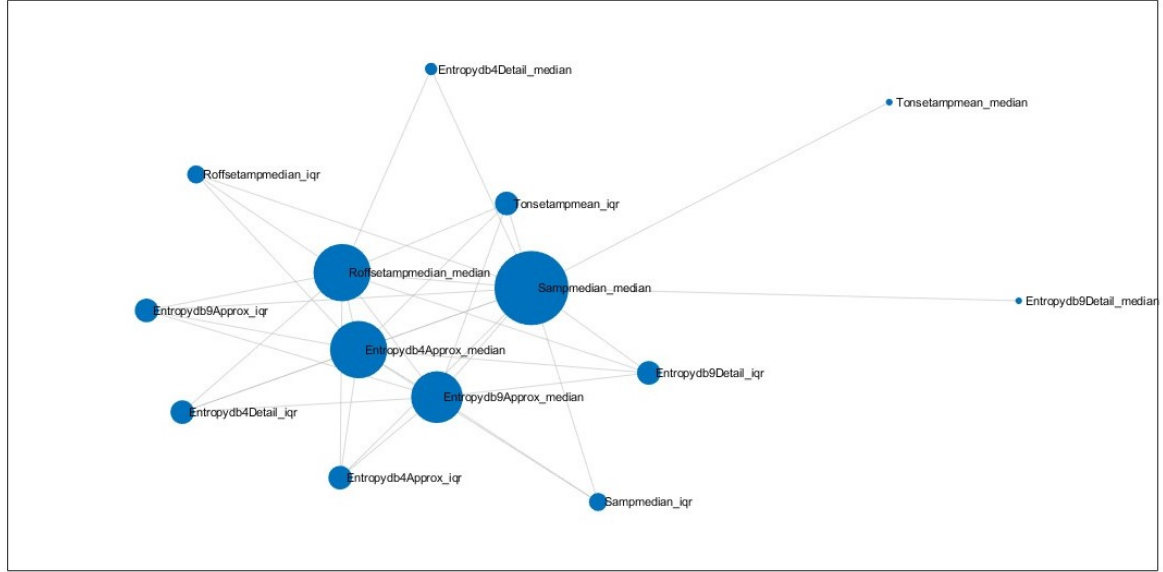 Entropydb4Detail_median
Tonsetampmean_median
Roffsetampmedian_iqr
Tonsetampmean_iqr
Roffsetampmedian_median
Sampmedian_median
Entropydb9Detail_median
Entropydb9Approx_iqr
Entropydb4Approx_median
Entropydb9Detail_iqr
Entropydb9Approx_median
Entropydb4Detail_iqr
Entropydb4Approx_iqr
Sampmedian_iqr